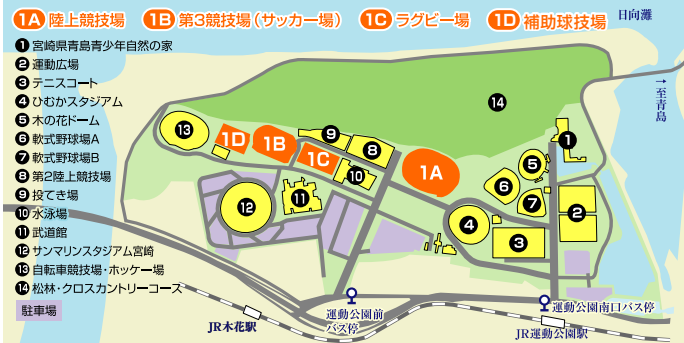 1A 陸上競技場 1B 第3競技場(サッカー場) 1C ラグビー場 1D 補助球技場
日向灘
→至青島
1 宮崎県青島青少年自然の家
2 運動広場
3 テニスコート
4 ひむかスタジアム
5 木の花ドーム
6 軟式野球場A
7 軟式野球場B
8 第2陸上競技場
9 投てき場
10 水泳場
11 武道館
12 サンマリンスタジアム宮崎
13 自転車競技場・ホッケー場
14 松林・クロスカントリーコース
駐車場
14
13
1D
1B
9
8
1C
10
1A
1
5
6
7
2
12
11
4
3
運動公園前
バス停
運動公園南口バス停
JR木花駅
JR運動公園駅